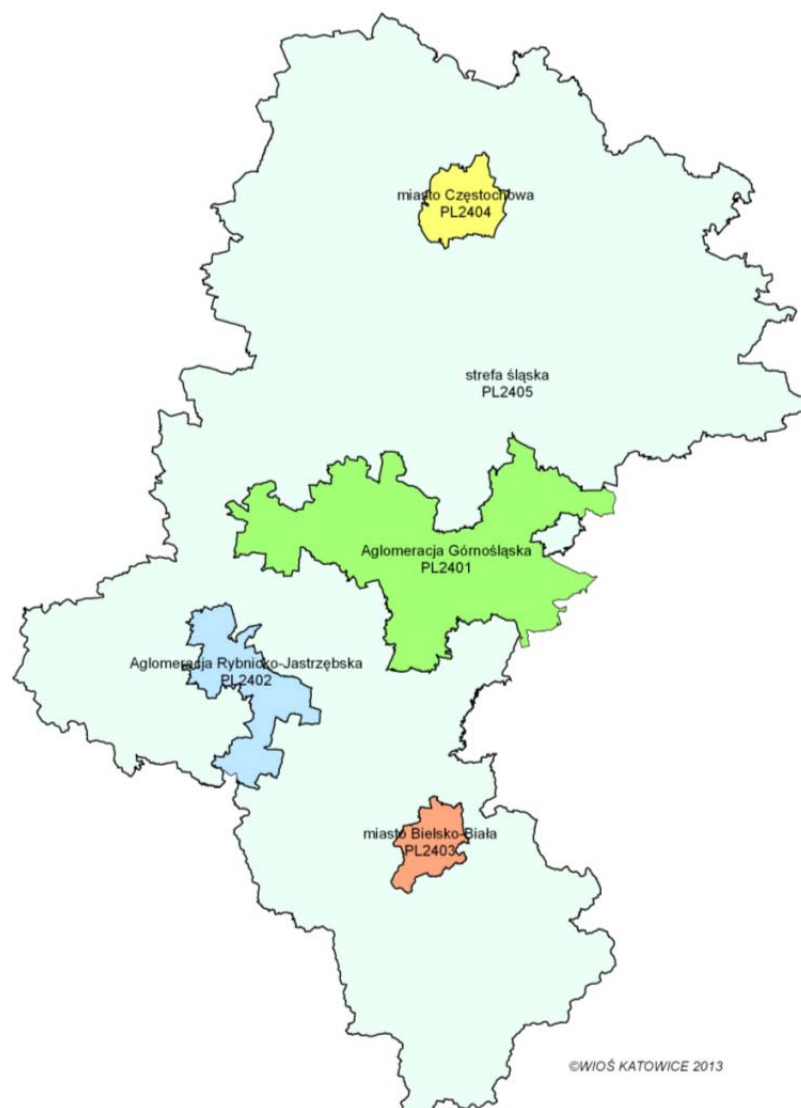 miasto Częstochowa
PL2404
strefa śląska
PL2405
Aglomeracja Górnośląska
PL2401
Aglomeracja Rybnicko-Jastrzębska
PL2402
miasto Bielsko-Biała
PL2403
©WIOŚ KATOWICE 2013